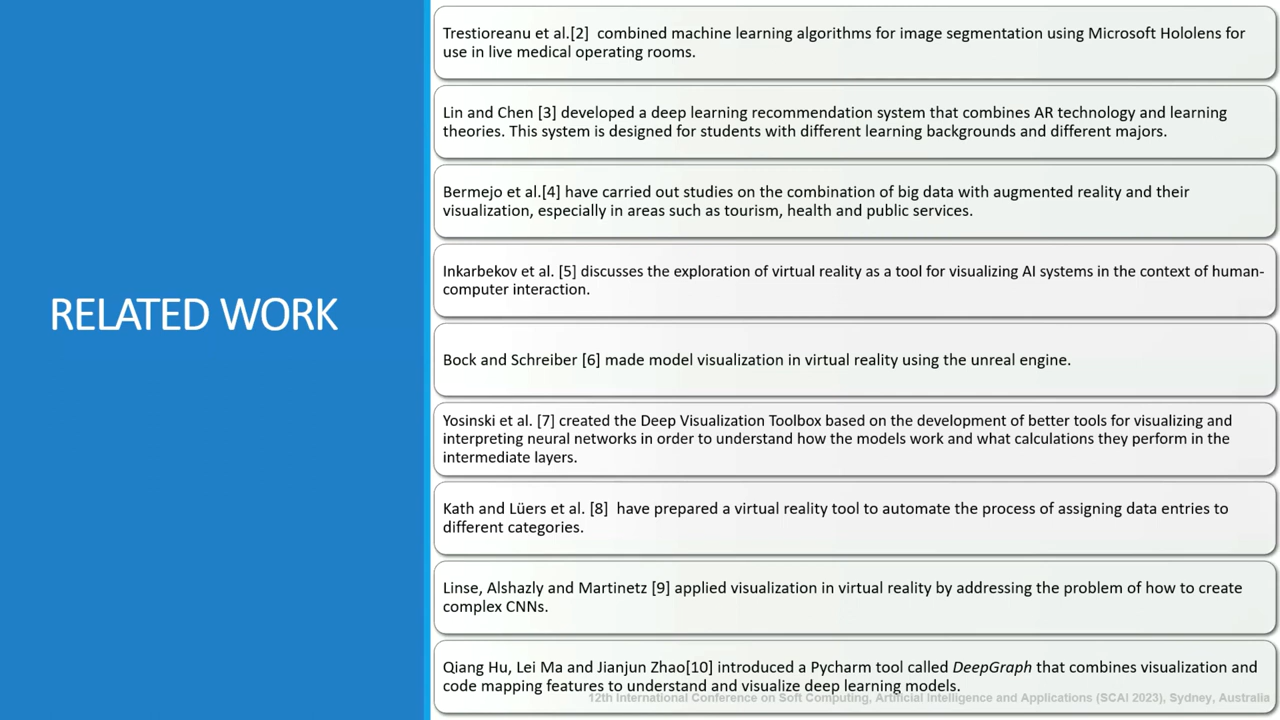 RELATED WORK
Trestioreanu et al.[2]  combined machine learning algorithms for image segmentation using Microsoft Hololens for
use in live medical operating rooms.
Lin and Chen [3] developed a deep learning recommendation system that combines AR technology and learning
theories. This system is designed for students with different learning backgrounds and different majors.
Bermejo et al.[4] have carried out studies on the combination of big data with augmented reality and their
visualization, especially in areas such as tourism, health and public services.
Inkarbekov et al. [5] discusses the exploration of virtual reality as a tool for visualizing AI systems in the context of human-
computer interaction.
Bock and Schreiber [6] made model visualization in virtual reality using the unreal engine.
Yosinski et al. [7] created the Deep Visualization Toolbox based on the development of better tools for visualizing and
interpreting neural networks in order to understand how the models work and what calculations they perform in the
intermediate layers.
Kath and Lüers et al. [8]  have prepared a virtual reality tool to automate the process of assigning data entries to
different categories.
Linse, Alshazly and Martinetz [9] applied visualization in virtual reality by addressing the problem of how to create
complex CNNs.
Qiang Hu, Lei Ma and Jianjun Zhao[10] introduced a Pycharm tool called DeepGraph that combines visualization and
code mapping features to understand and visualize deep learning models.
12th International Conference on Soft Computing, Artificial Intelligence and Applications (SCAI 2023), Sydney, Australia